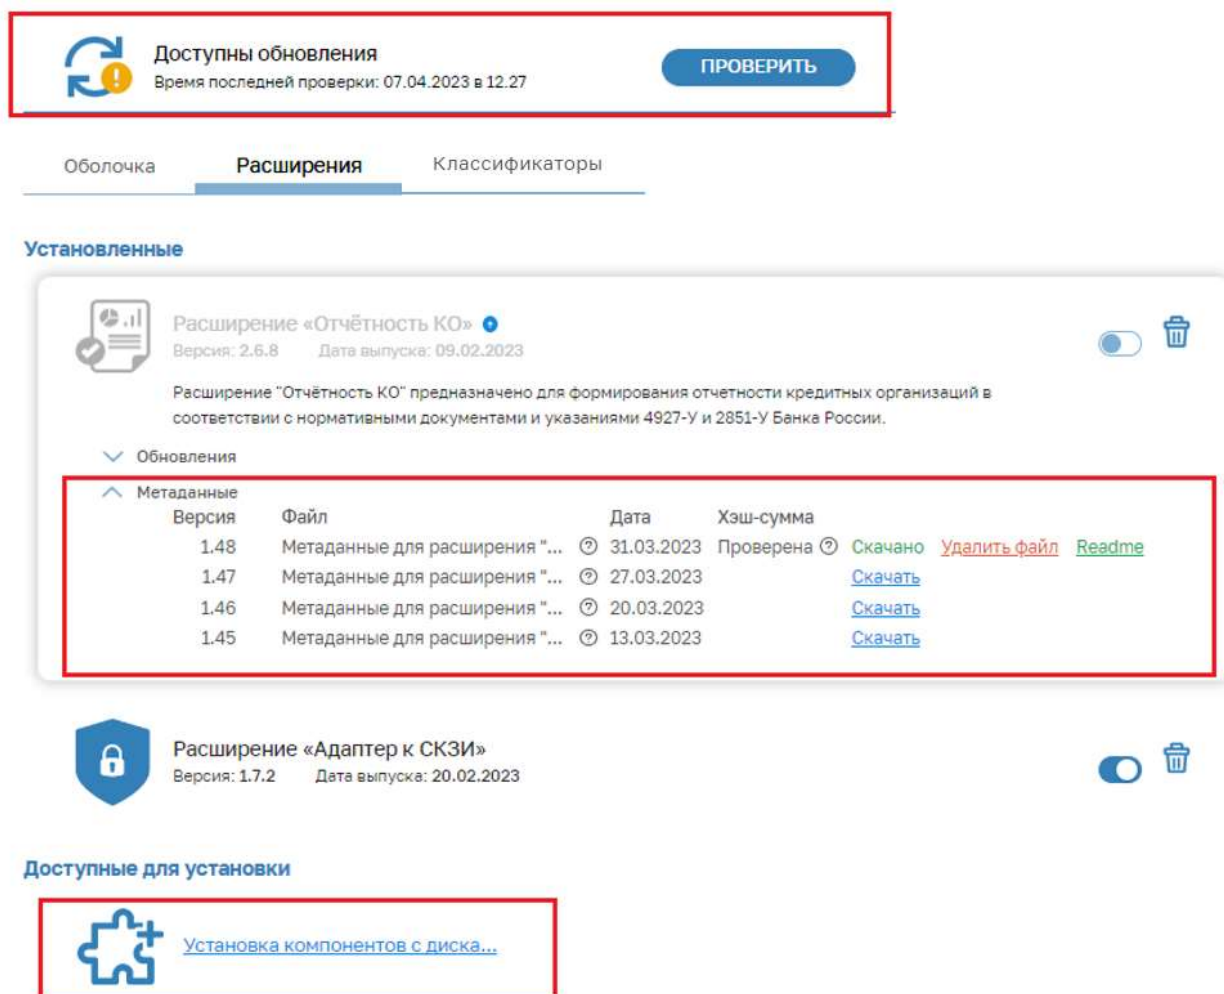 Доступны обновления
ПРОВЕРИТЬ
Время последней проверки: 07.04.2023 в 12.27
Оболочка Расширения Классификаторы
Установленные
Расширение «Отчётность КО»
Версия: 2.6.8 Дата выпуска: 09.02.2023
Расширение "Отчётность КО" предназначено для формирования отчетности кредитных организаций в
соответствии с нормативными документами и указаниями 4927-У и 2851-У Банка России.
Обновления
Метаданные
Версия Файл Дата Хэш-сумма
1.48 Метаданные для расширения "... 31.03.2023 Проверена Скачано Удалить файл Readme
1.47 Метаданные для расширения "... 27.03.2023 Скачать
1.46 Метаданные для расширения "... 20.03.2023 Скачать
1.45 Метаданные для расширения "... 13.03.2023 Скачать
Расширение «Адаптер к СКЗИ»
Версия: 1.7.2 Дата выпуска: 20.02.2023
Доступные для установки
Установка компонентов с диска...